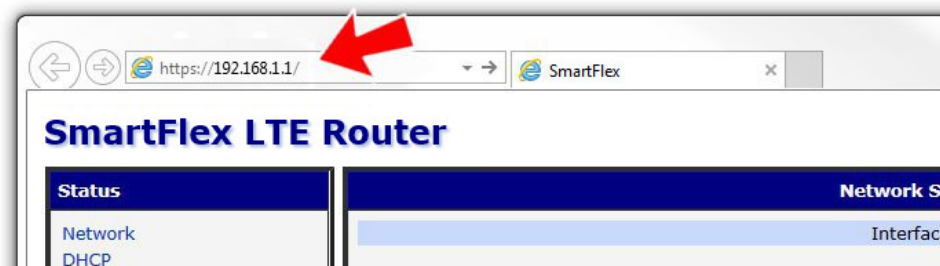 https://192.168.1.1/
SmartFlex
SmartFlex LTE Router
Status
Network S
Network
Interfac
DHCP